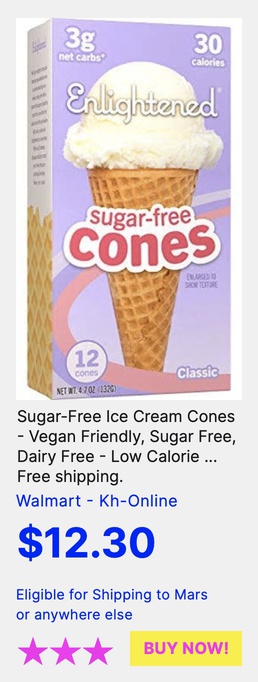 3g
net carbs*
30
calories
Enlightened
sugar-free
cones
ENLARGED TO
SHOW TEXTURE
12
cones
Classic
NET WT. 4.7 OZ (132G)
Sugar-Free Ice Cream Cones
- Vegan Friendly, Sugar Free,
Dairy Free - Low Calorie ...
Free shipping.
Walmart - Kh-Online
$12.30
Eligible for Shipping to Mars
or anywhere else
BUY NOW!